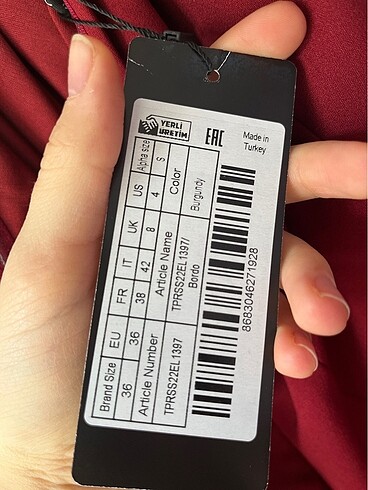 YERLİ
ÜRETİM
EAC
Made in
Turkey
Brand Size EU FR IT UK US Alpha size
36 36 38 42 8 4 S
Article Number Article Name Color
TPRSS22EL1397 TPRSS22EL1397/
Bordo Burgundy
8683046271928